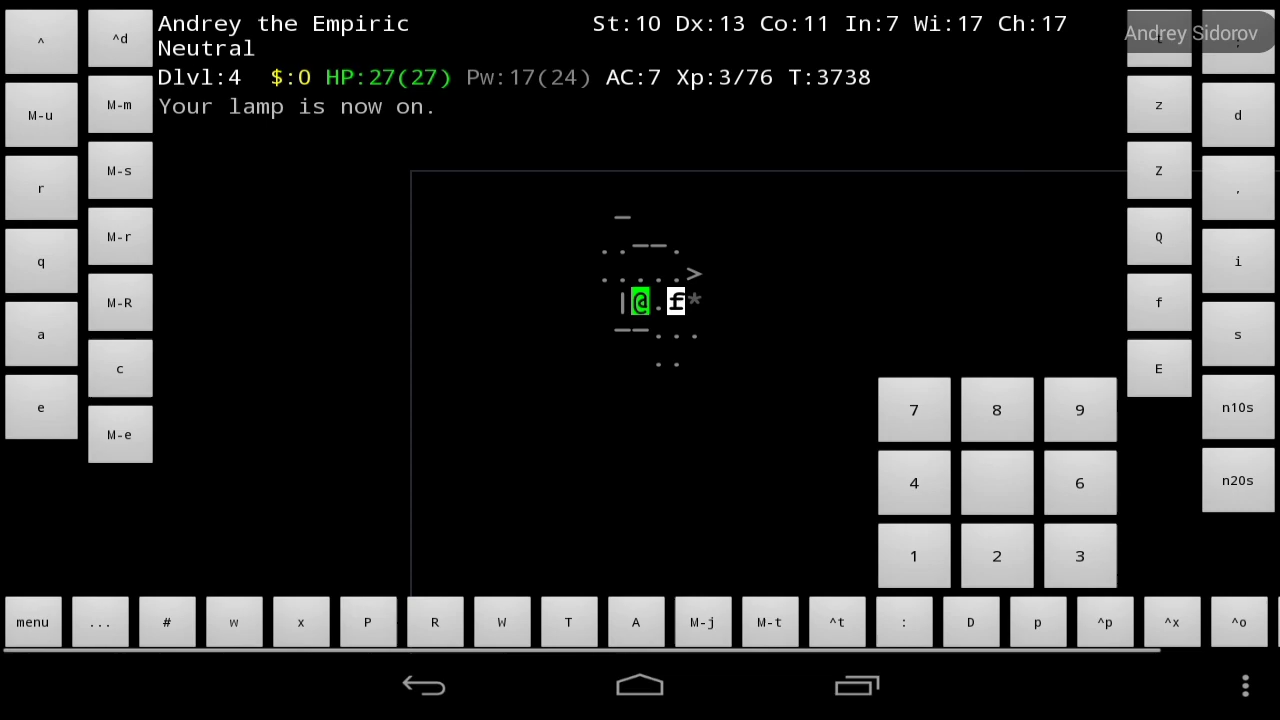 Andrey the Empiric St:10 Dx:13 Co:11 In:7 Wi:17 Ch:17
Neutral
Dlvl:4 $:0 HP:27(27) Pw:17(24) AC:7 Xp:3/76 T:3738
Your lamp is now on.
Andrey Sidorov
^ ^d
M-u M-m
r M-s
q M-r
a M-R
e c
M-e
z d
Z ,
Q i
f s
E n10s
n20s
—
. . — — .
. . . . . >
| @ . f *
— — . . .
. .
7 8 9
4 6
1 2 3
menu ... # w x P R W T A M-j M-t ^t : D p ^p ^x ^o